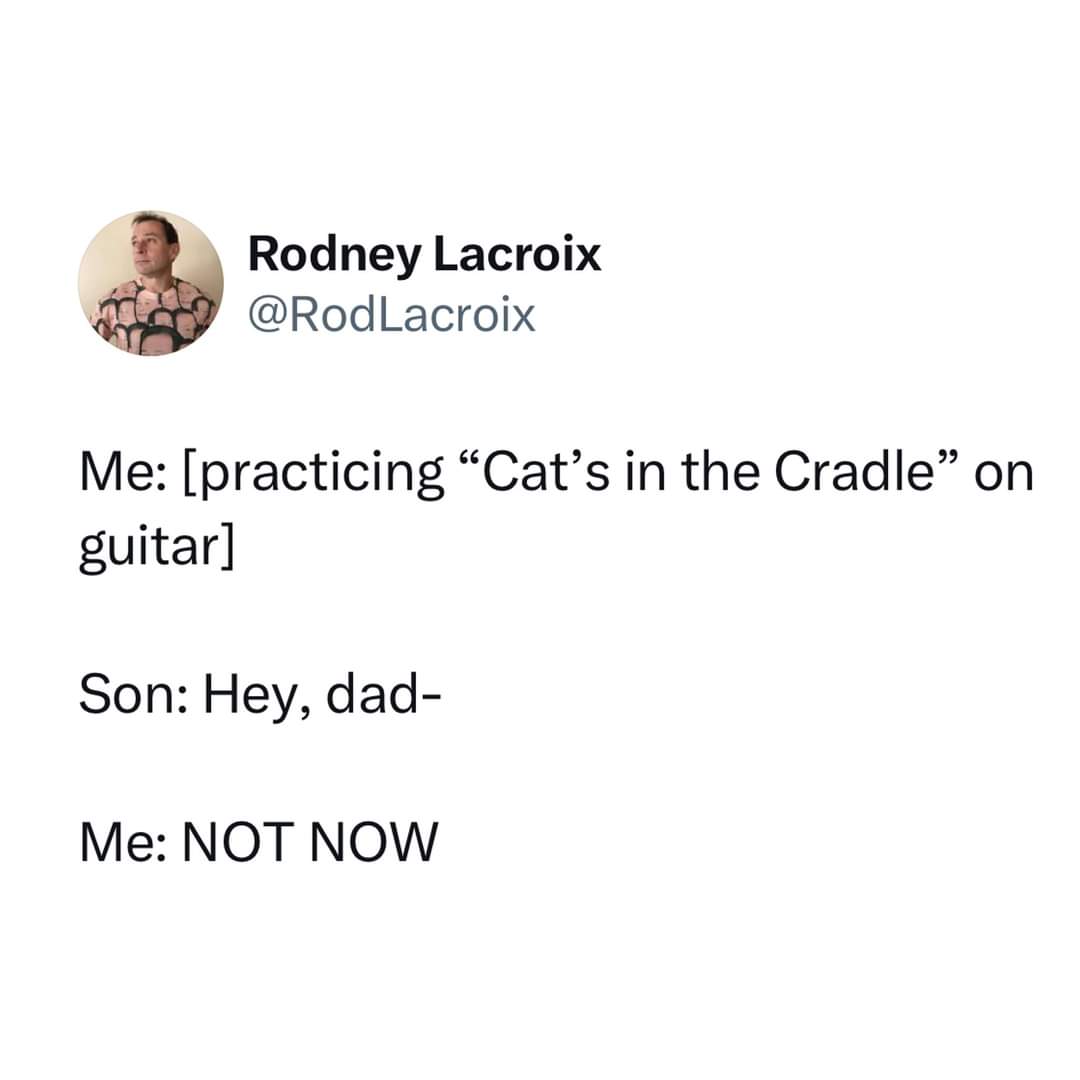 Rodney Lacroix
@RodLacroix
Me: [practicing “Cat’s in the Cradle” on
guitar]
Son: Hey, dad-
Me: NOT NOW